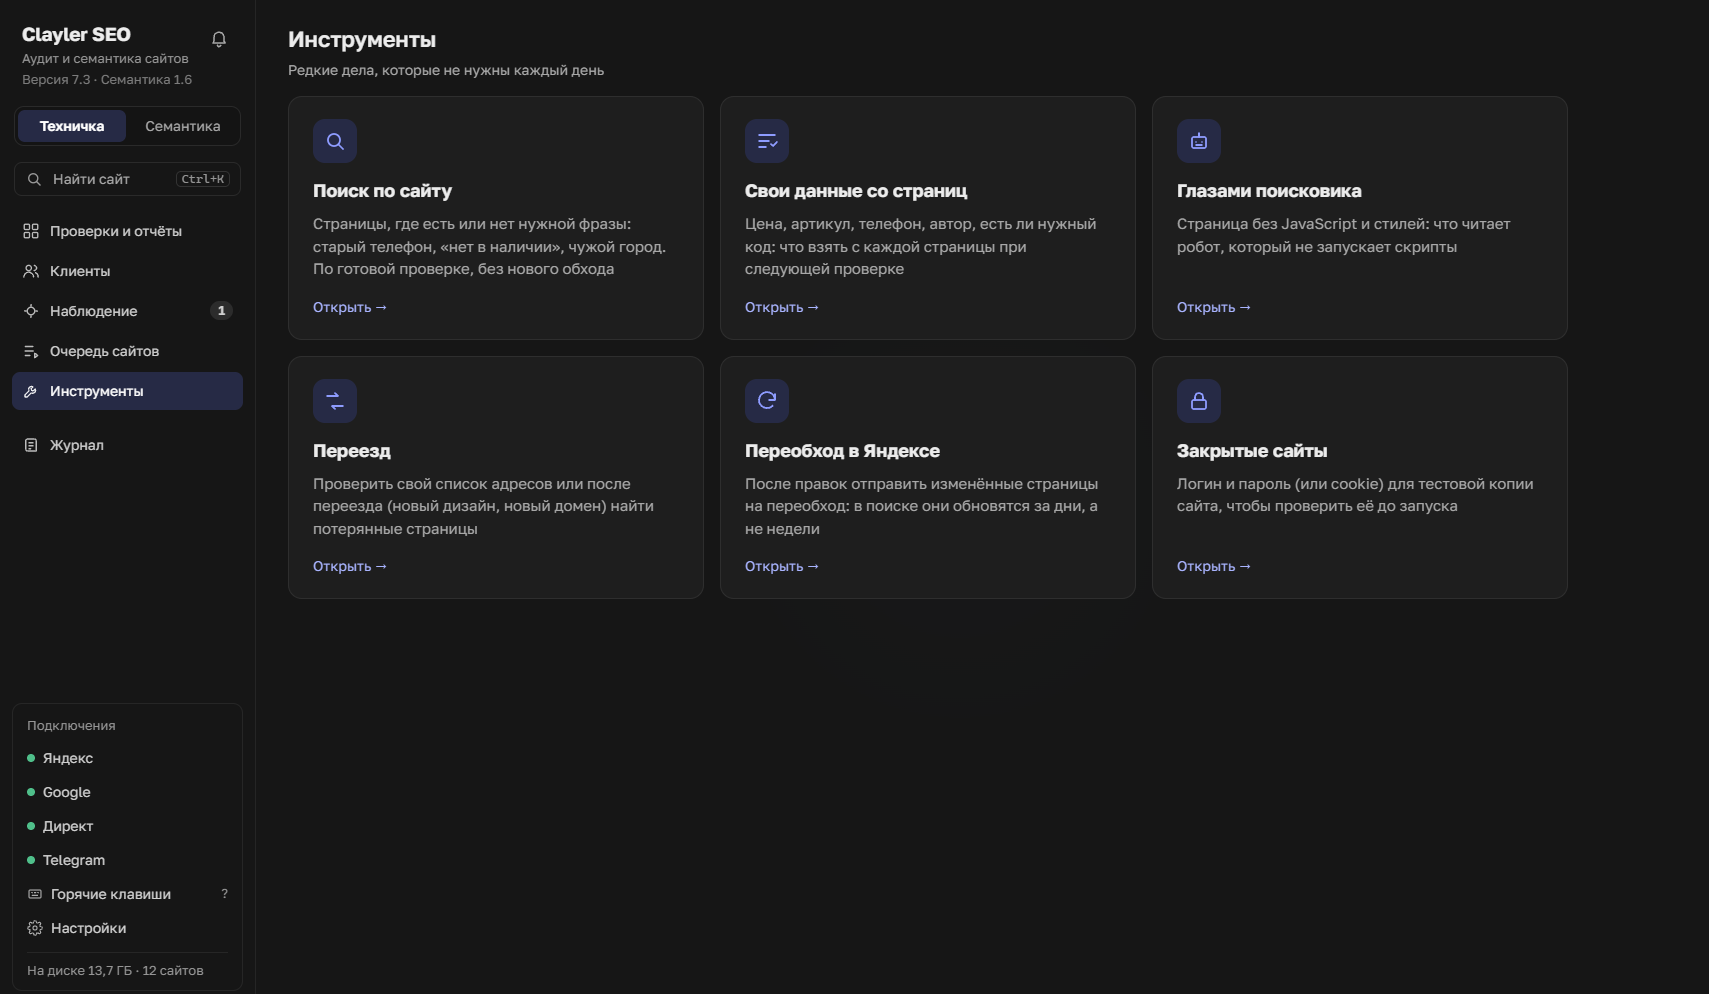 Clayler SEO
Аудит и семантика сайтов
Версия 7.3 · Семантика 1.6
Техничка
Семантика
Найти сайт
Ctrl+K
Проверки и отчёты
Клиенты
Наблюдение
1
Очередь сайтов
Инструменты
Журнал
Подключения
Яндекс
Google
Директ
Telegram
Горячие клавиши
?
Настройки
На диске 13,7 ГБ · 12 сайтов
Инструменты
Редкие дела, которые не нужны каждый день
Поиск по сайту
Страницы, где есть или нет нужной фразы:
старый телефон, «нет в наличии», чужой город.
По готовой проверке, без нового обхода
Открыть →
Свои данные со страниц
Цена, артикул, телефон, автор, есть ли нужный
код: что взять с каждой страницы при
следующей проверке
Открыть →
Глазами поисковика
Страница без JavaScript и стилей: что читает
робот, который не запускает скрипты
Открыть →
Переезд
Проверить свой список адресов или после
переезда (новый дизайн, новый домен) найти
потерянные страницы
Открыть →
Переобход в Яндексе
После правок отправить изменённые страницы
на переобход: в поиске они обновятся за дни, а
не недели
Открыть →
Закрытые сайты
Логин и пароль (или cookie) для тестовой копии
сайта, чтобы проверить её до запуска
Открыть →